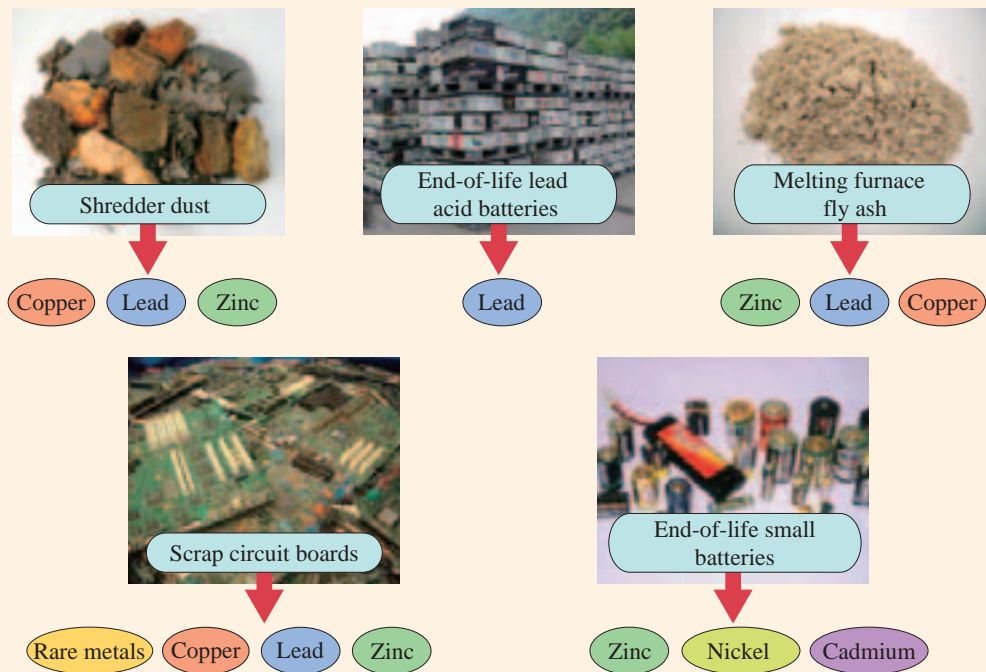 Shredder dust
End-of-life lead
acid batteries
Melting furnace
fly ash
Copper
Lead
Zinc
Lead
Zinc
Lead
Copper
Scrap circuit boards
End-of-life small
batteries
Rare metals
Copper
Lead
Zinc
Zinc
Nickel
Cadmium